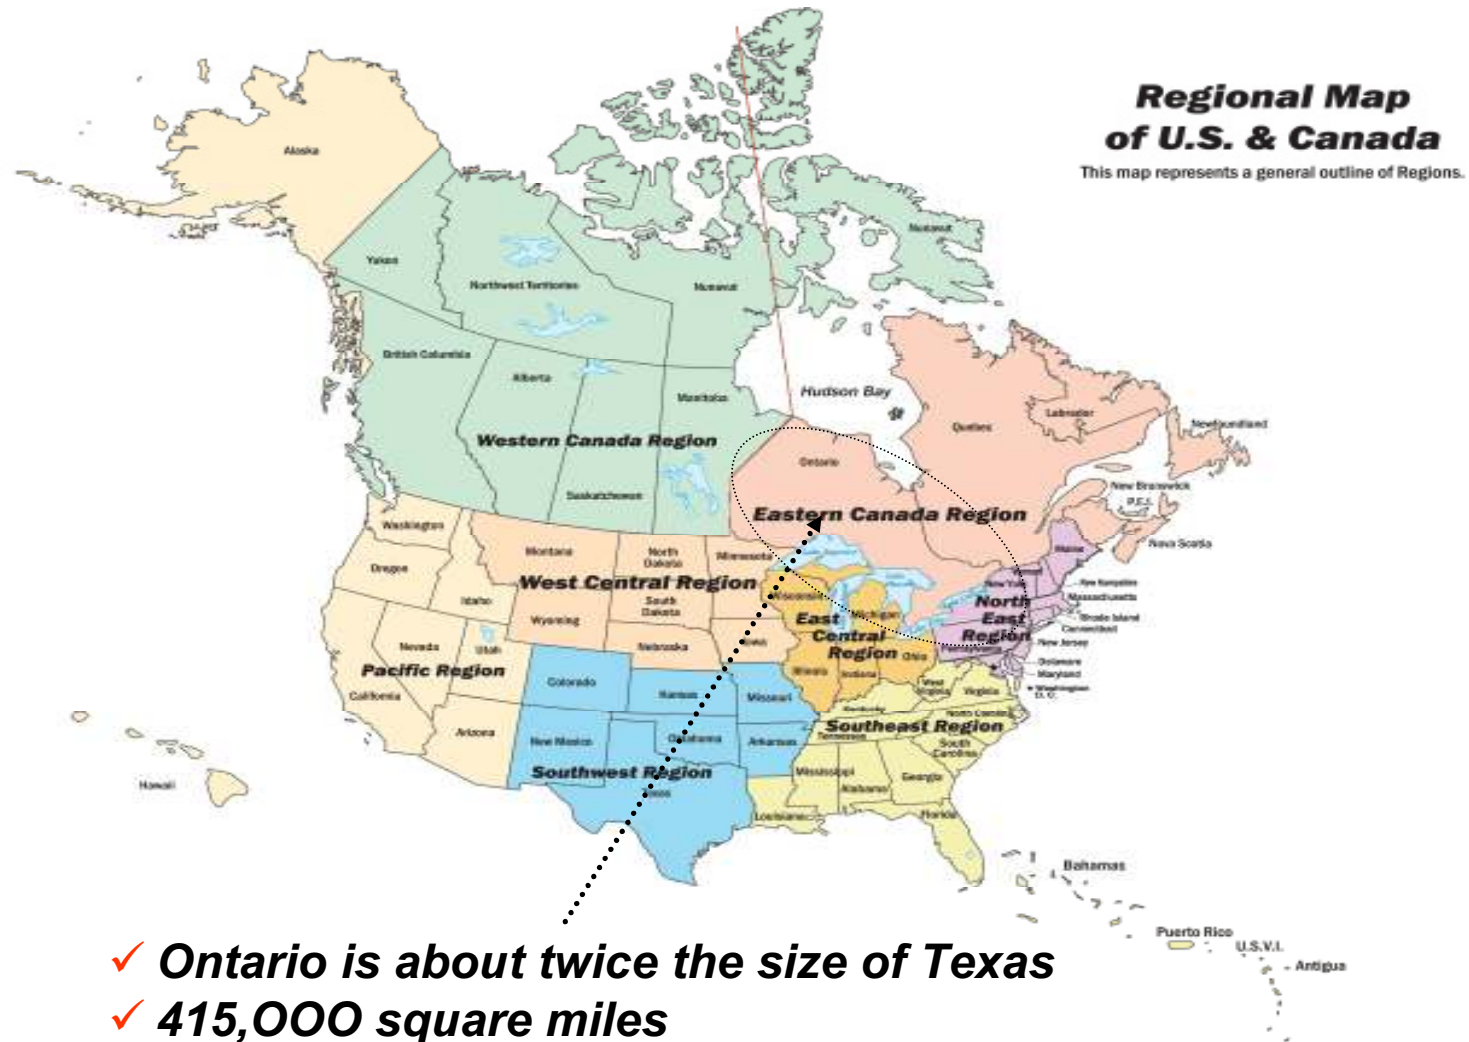 Regional Map
of U.S. & Canada
This map represents a general outline of Regions.
Alaska
Yukon
Northwest Territories
Nunavut
Nunavut
British Columbia
Alberta
Manitoba
Saskatchewan
Western Canada Region
Hudson Bay
Ontario
Quebec
Labrador
Newfoundland
New Brunswick
P.E.I.
Nova Scotia
Eastern Canada Region
Washington
Oregon
Idaho
Nevada
Utah
California
Arizona
Pacific Region
Hawaii
Montana
North
Dakota
Minnesota
West Central Region
South
Dakota
Wyoming
Nebraska
Iowa
Wisconsin
Michigan
East
Central
Region
Illinois
Indiana
Ohio
Maine
New York
North
East
Region
Pennsylvania
New Hampshire
Massachusetts
Rhode Island
Connecticut
New Jersey
Delaware
Maryland
Washington
D.C.
Colorado
Kansas
Missouri
New Mexico
Oklahoma
Arkansas
Southwest Region
Texas
West
Virginia
Virginia
Kentucky
North Carolina
Southeast Region
Tennessee
South
Carolina
Mississippi
Alabama
Georgia
Louisiana
Florida
Bahamas
Puerto Rico
U.S.V.I.
Antigua
✓ Ontario is about twice the size of Texas
✓ 415,OOO square miles